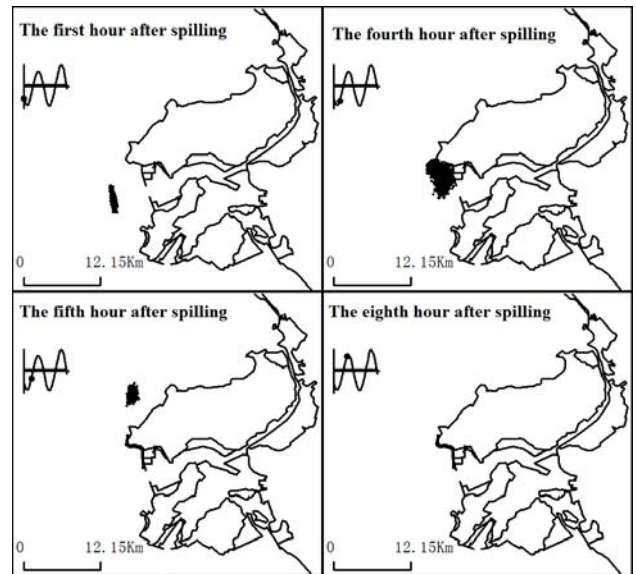 The first hour after spilling
0 12.15Km
The fourth hour after spilling
0 12.15Km
The fifth hour after spilling
0 12.15Km
The eighth hour after spilling
0 12.15Km